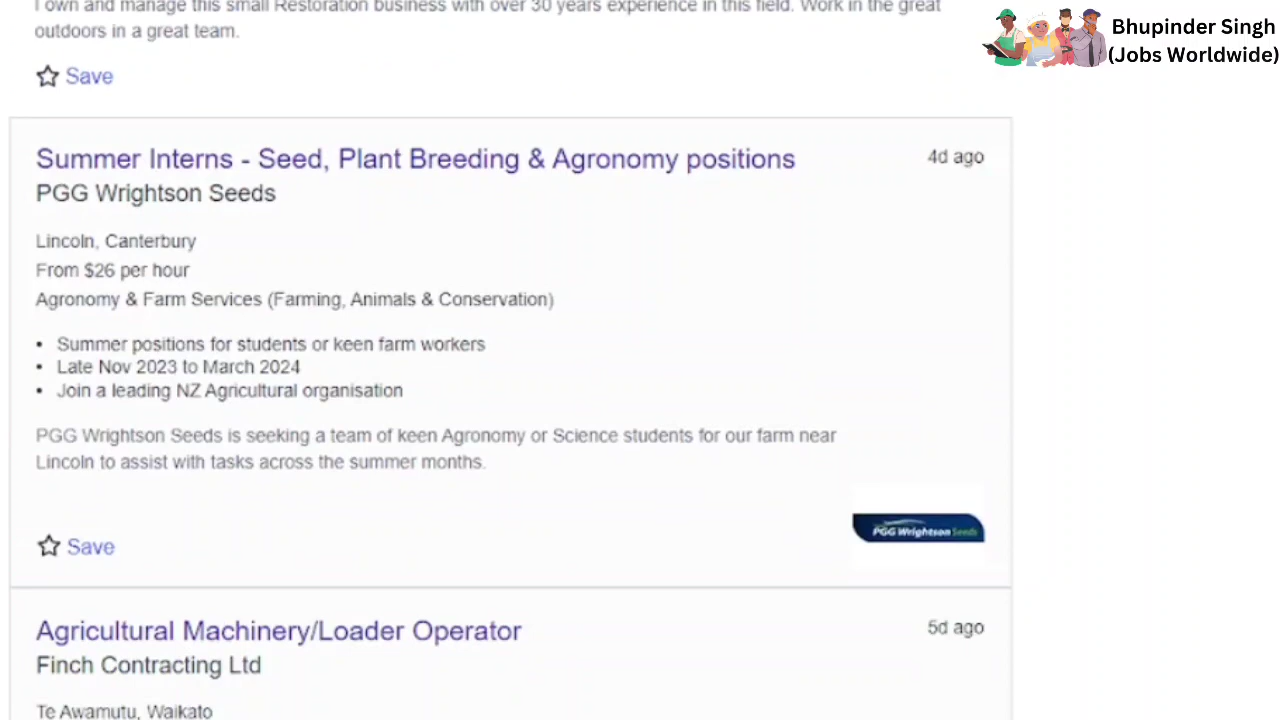 I own and manage this small Restoration business with over 30 years experience in this field. Work in the great
outdoors in a great team.
Save
Bhupinder Singh
(Jobs Worldwide)
Summer Interns - Seed, Plant Breeding & Agronomy positions
4d ago
PGG Wrightson Seeds
Lincoln, Canterbury
From $26 per hour
Agronomy & Farm Services (Farming, Animals & Conservation)
• Summer positions for students or keen farm workers
• Late Nov 2023 to March 2024
• Join a leading NZ Agricultural organisation
PGG Wrightson Seeds is seeking a team of keen Agronomy or Science students for our farm near
Lincoln to assist with tasks across the summer months.
PGG Wrightson Seeds
Save
Agricultural Machinery/Loader Operator
5d ago
Finch Contracting Ltd
Te Awamutu, Waikato